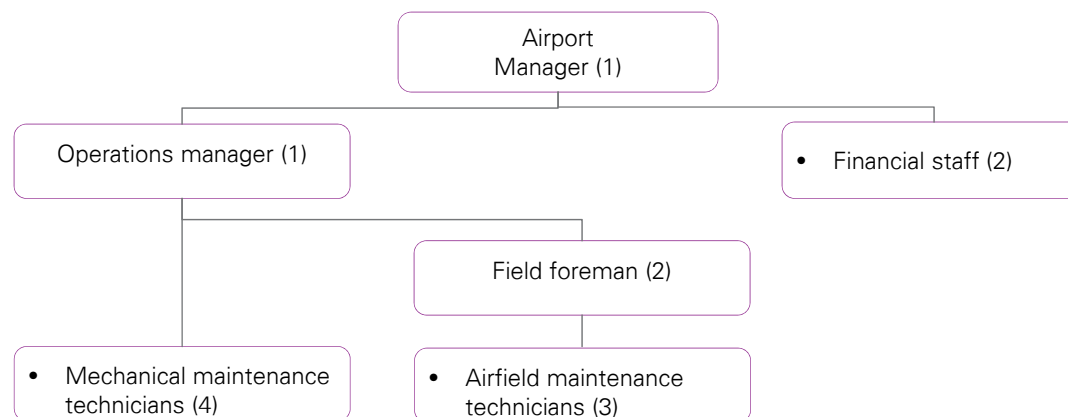 Airport
Manager (1)
Operations manager (1)
• Financial staff (2)
Field foreman (2)
• Mechanical maintenance
technicians (4)
• Airfield maintenance
technicians (3)